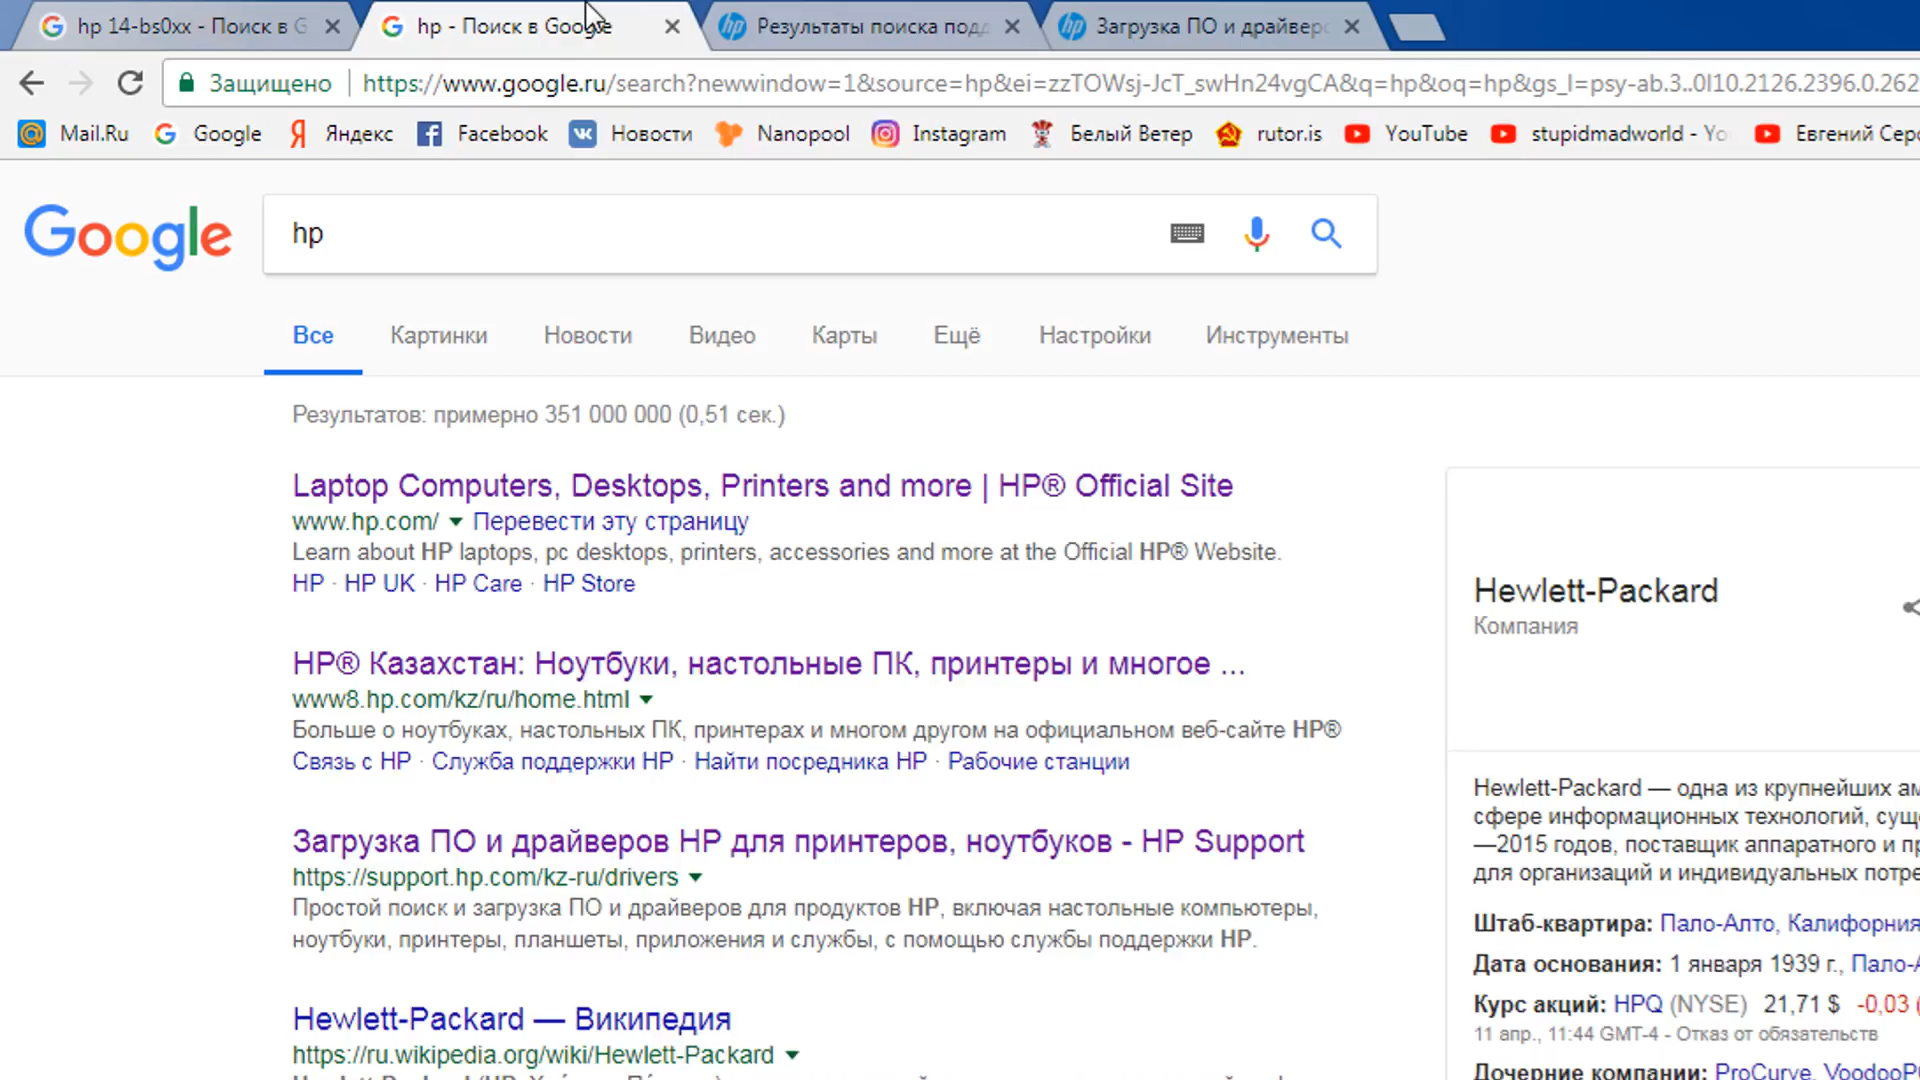 hp 14-bs0xx - Поиск в G
hp - Поиск в Google
Результаты поиска подд
Загрузка ПО и драйверо
Защищено
https://www.google.ru/search?newwindow=1&source=hp&ei=zzTOWsj-JcT_swHn24vgCA&q=hp&oq=hp&gs_l=psy-ab.3..0l10.2126.2396.0.262
Mail.Ru Google Яндекс Facebook Новости Nanopool Instagram Белый Ветер rutor.is YouTube stupidmadworld - Yo Евгений Серо
Google
hp
Все Картинки Новости Видео Карты Ещё Настройки Инструменты
Результатов: примерно 351 000 000 (0,51 сек.)
Laptop Computers, Desktops, Printers and more | HP® Official Site
www.hp.com/ Перевести эту страницу
Learn about HP laptops, pc desktops, printers, accessories and more at the Official HP® Website.
HP · HP UK · HP Care · HP Store
HP® Казахстан: Ноутбуки, настольные ПК, принтеры и многое ...
www8.hp.com/kz/ru/home.html
Больше о ноутбуках, настольных ПК, принтерах и многом другом на официальном веб-сайте HP®
Связь с HP · Служба поддержки HP · Найти посредника HP · Рабочие станции
Загрузка ПО и драйверов HP для принтеров, ноутбуков - HP Support
https://support.hp.com/kz-ru/drivers
Простой поиск и загрузка ПО и драйверов для продуктов HP, включая настольные компьютеры,
ноутбуки, принтеры, планшеты, приложения и службы, с помощью службы поддержки HP.
Hewlett-Packard — Википедия
https://ru.wikipedia.org/wiki/Hewlett-Packard
Hewlett-Packard
Компания
Hewlett-Packard — одна из крупнейших ам
сфере информационных технологий, сущ
—2015 годов, поставщик аппаратного и пр
для организаций и индивидуальных потре
Штаб-квартира: Пало-Алто, Калифорния
Дата основания: 1 января 1939 г., Пало-А
Курс акций: HPQ (NYSE) 21,71 $ -0,03 (
11 апр., 11:44 GMT-4 - Отказ от обязательств
Дочерние компании: ProCurve, VoodooP